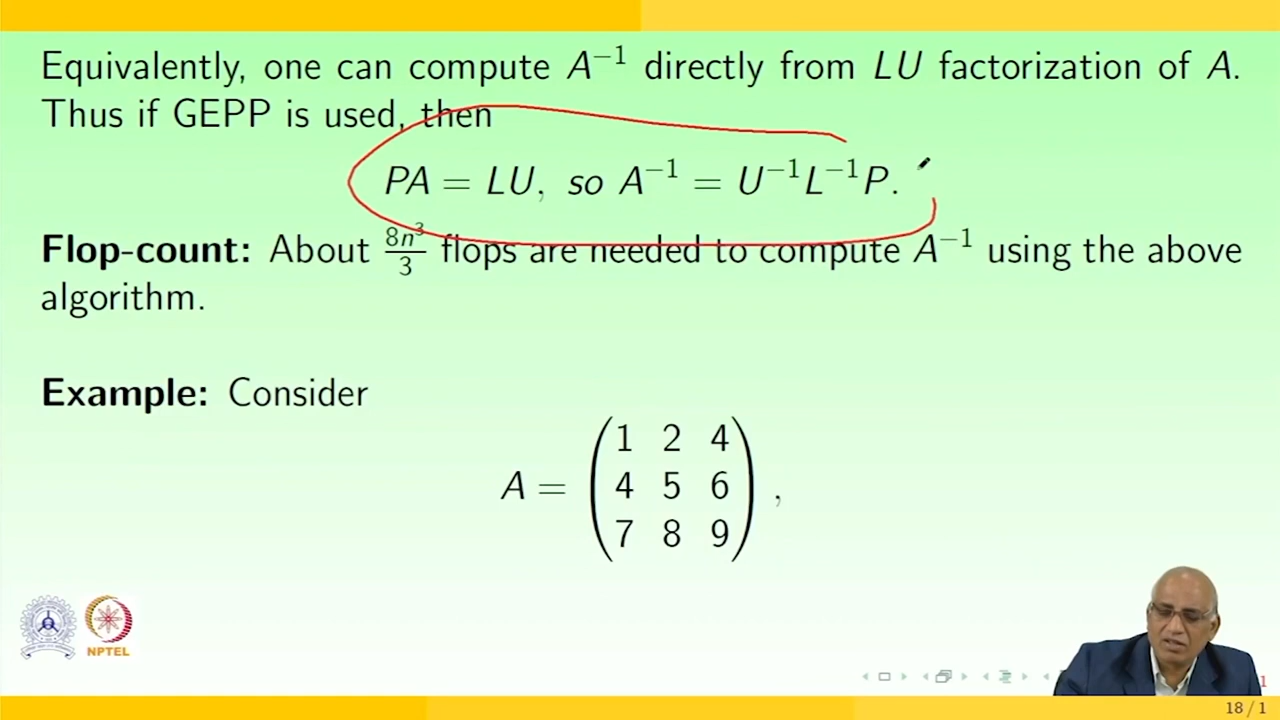 Equivalently, one can compute A⁻¹ directly from LU factorization of A.
Thus if GEPP is used, then
PA = LU, so A⁻¹ = U⁻¹L⁻¹P.
Flop-count: About 8n³/3 flops are needed to compute A⁻¹ using the above
algorithm.
Example: Consider
A = (1 2 4
4 5 6
7 8 9),
NPTEL
1
18 / 1